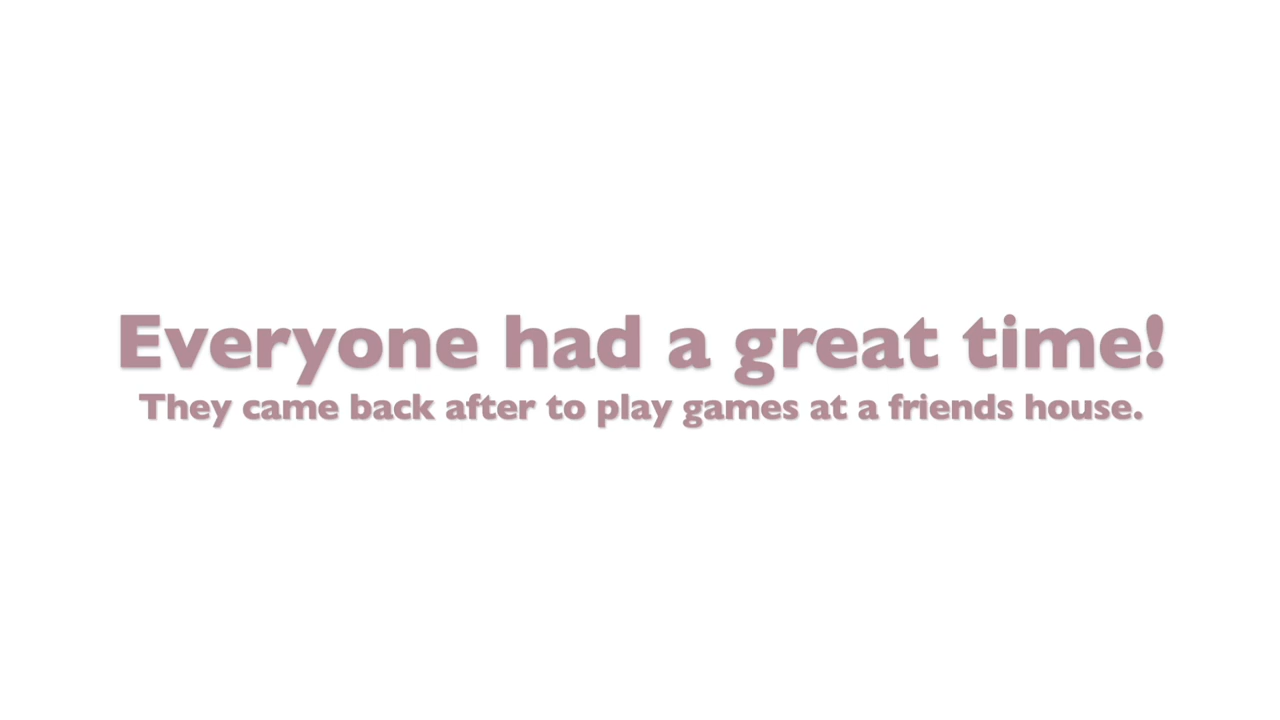 Everyone had a great time!
They came back after to play games at a friends house.